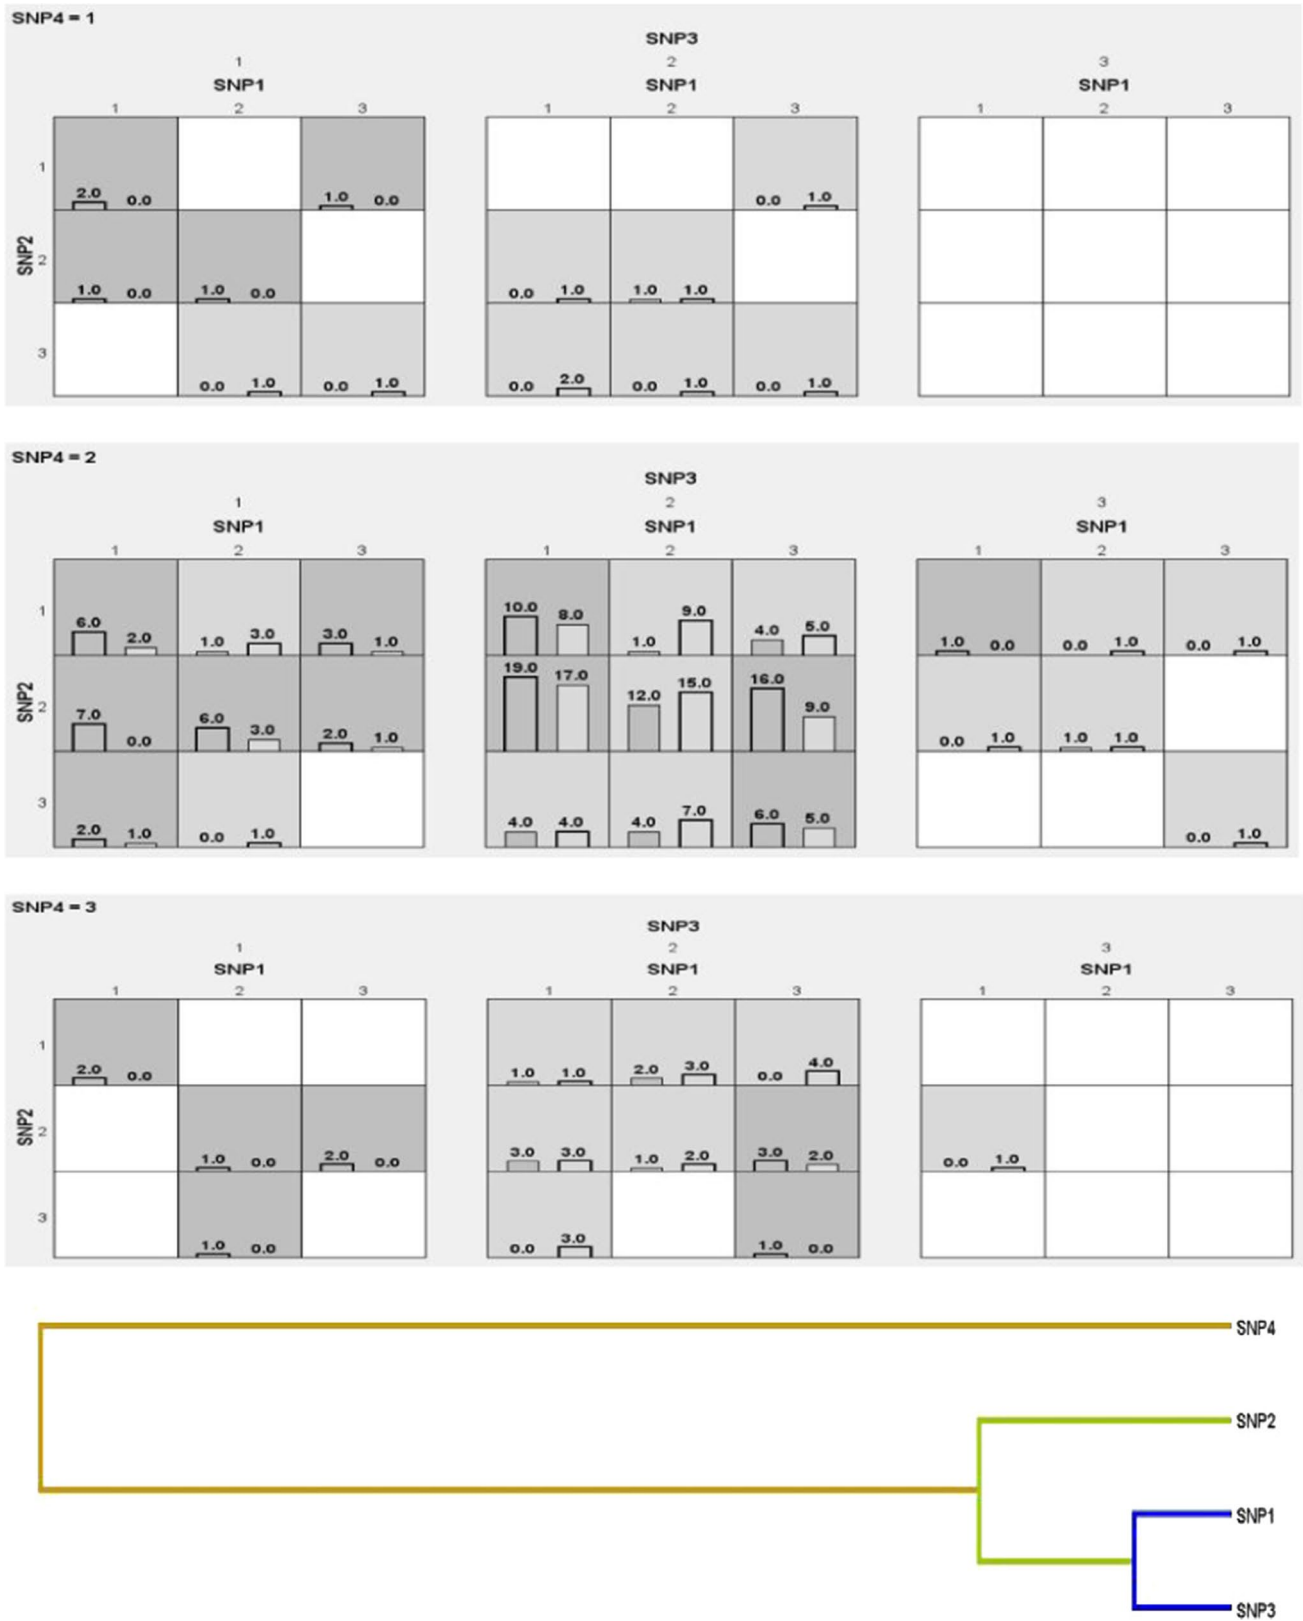 SNP4 = 1
SNP3
1 2 3
SNP1 SNP1 SNP1
1 2 3 1 2 3 1 2 3
1
2.0 0.0 1.0 0.0 0.0 1.0
SNP2 2
1.0 0.0 1.0 0.0 0.0 1.0 1.0 1.0
3
0.0 1.0 0.0 1.0 0.0 2.0 0.0 1.0 0.0 1.0
SNP4 = 2
SNP3
1 2 3
SNP1 SNP1 SNP1
1 2 3 1 2 3 1 2 3
1
6.0 2.0 1.0 3.0 3.0 1.0 10.0 8.0 1.0 9.0 4.0 5.0 1.0 0.0 0.0 1.0 0.0 1.0
SNP2 2
7.0 0.0 6.0 3.0 2.0 1.0 19.0 17.0 12.0 15.0 16.0 9.0 0.0 1.0 1.0 1.0
3
2.0 1.0 0.0 1.0 4.0 4.0 4.0 7.0 6.0 5.0 0.0 1.0
SNP4 = 3
SNP3
1 2 3
SNP1 SNP1 SNP1
1 2 3 1 2 3 1 2 3
1
2.0 0.0 1.0 1.0 2.0 3.0 0.0 4.0
SNP2 2
1.0 0.0 2.0 0.0 3.0 3.0 1.0 2.0 3.0 2.0 0.0 1.0
3
1.0 0.0 0.0 3.0 1.0 0.0
SNP4
SNP2
SNP1
SNP3